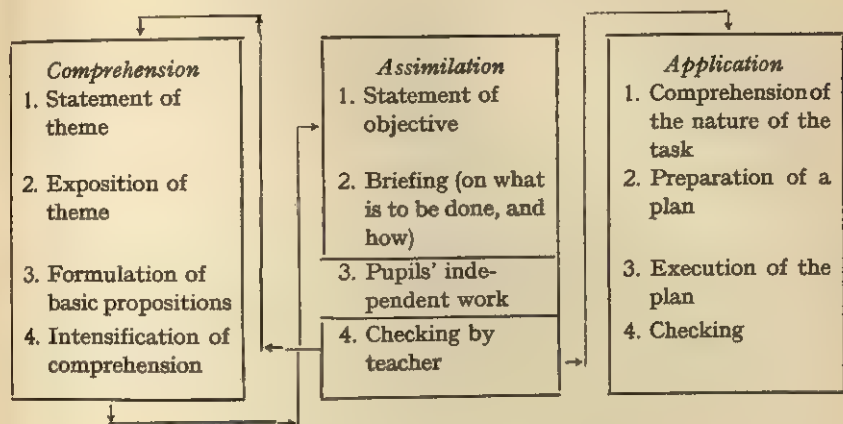 Comprehension
1. Statement of
theme
2. Exposition of
theme
3. Formulation of
basic propositions
4. Intensification of
comprehension
Assimilation
1. Statement of
objective
2. Briefing (on what
is to be done, and
how)
3. Pupils' inde-
pendent work
4. Checking by
teacher
Application
1. Comprehension of
the nature of the
task
2. Preparation of a
plan
3. Execution of the
plan
4. Checking